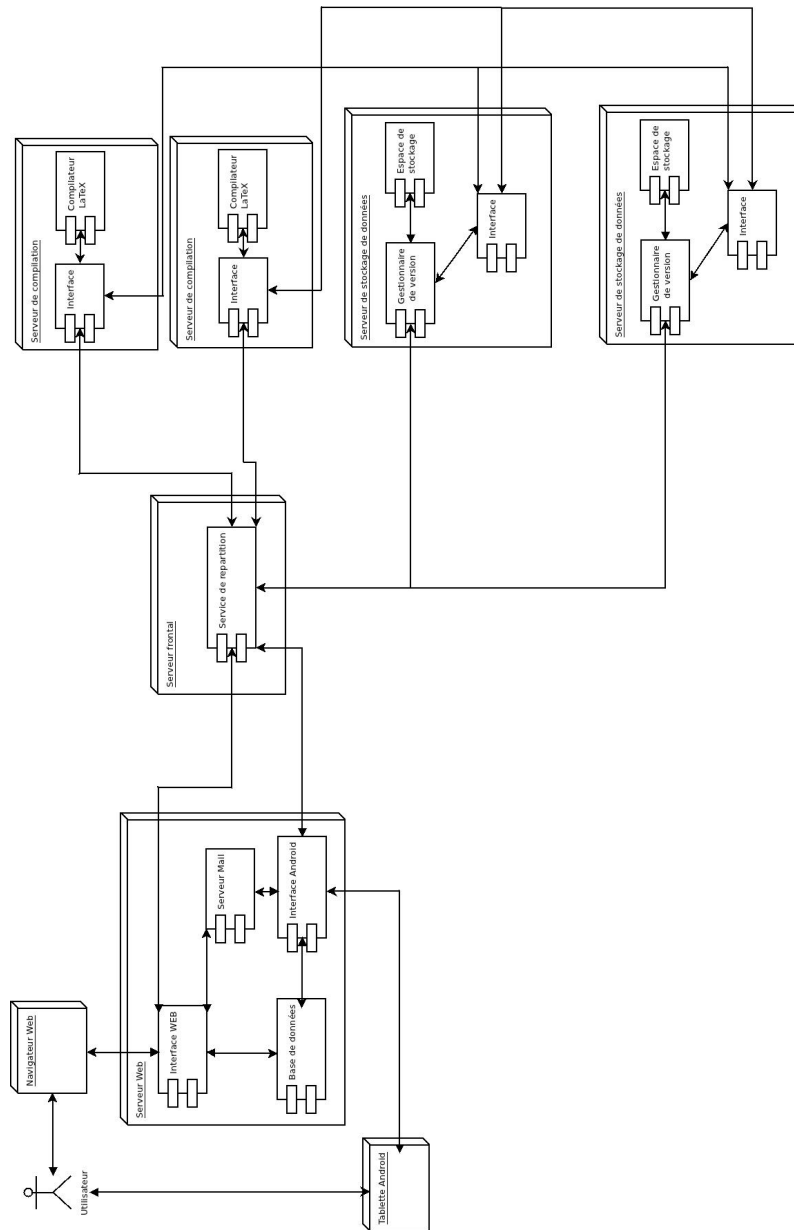 Utilisateur
Navigateur Web
Tablette Android
Serveur Web
Interface WEB
Serveur Mail
Base de données
Interface Android
Serveur frontal
Service de repartition
Serveur de compilation
Interface
Compilateur
LaTeX
Serveur de compilation
Interface
Compilateur
LaTeX
Serveur de stockage de données
Gestionnaire
de version
Espace de
stockage
Interface
Serveur de stockage de données
Gestionnaire
de version
Espace de
stockage
Interface